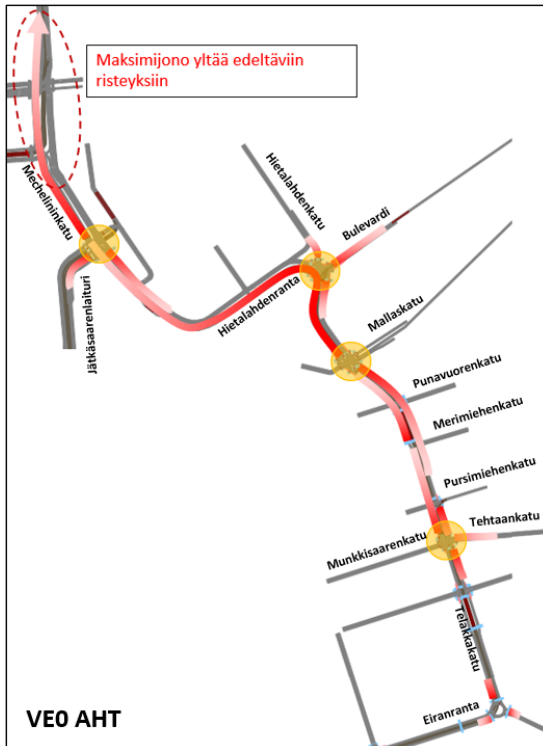 Maksimijono yltää edeltäviin
risteyksiin
Hietalahdenkatu
Mechelininkatu
Bulevardi
Hietalahdenranta
Jätkäsaarenlaituri
Mallaskatu
Punavuorenkatu
Merimiehenkatu
Pursimiehenkatu
Tehtaankatu
Munkkisaarenkatu
Telakkakatu
Eiranranta
VE0 AHT